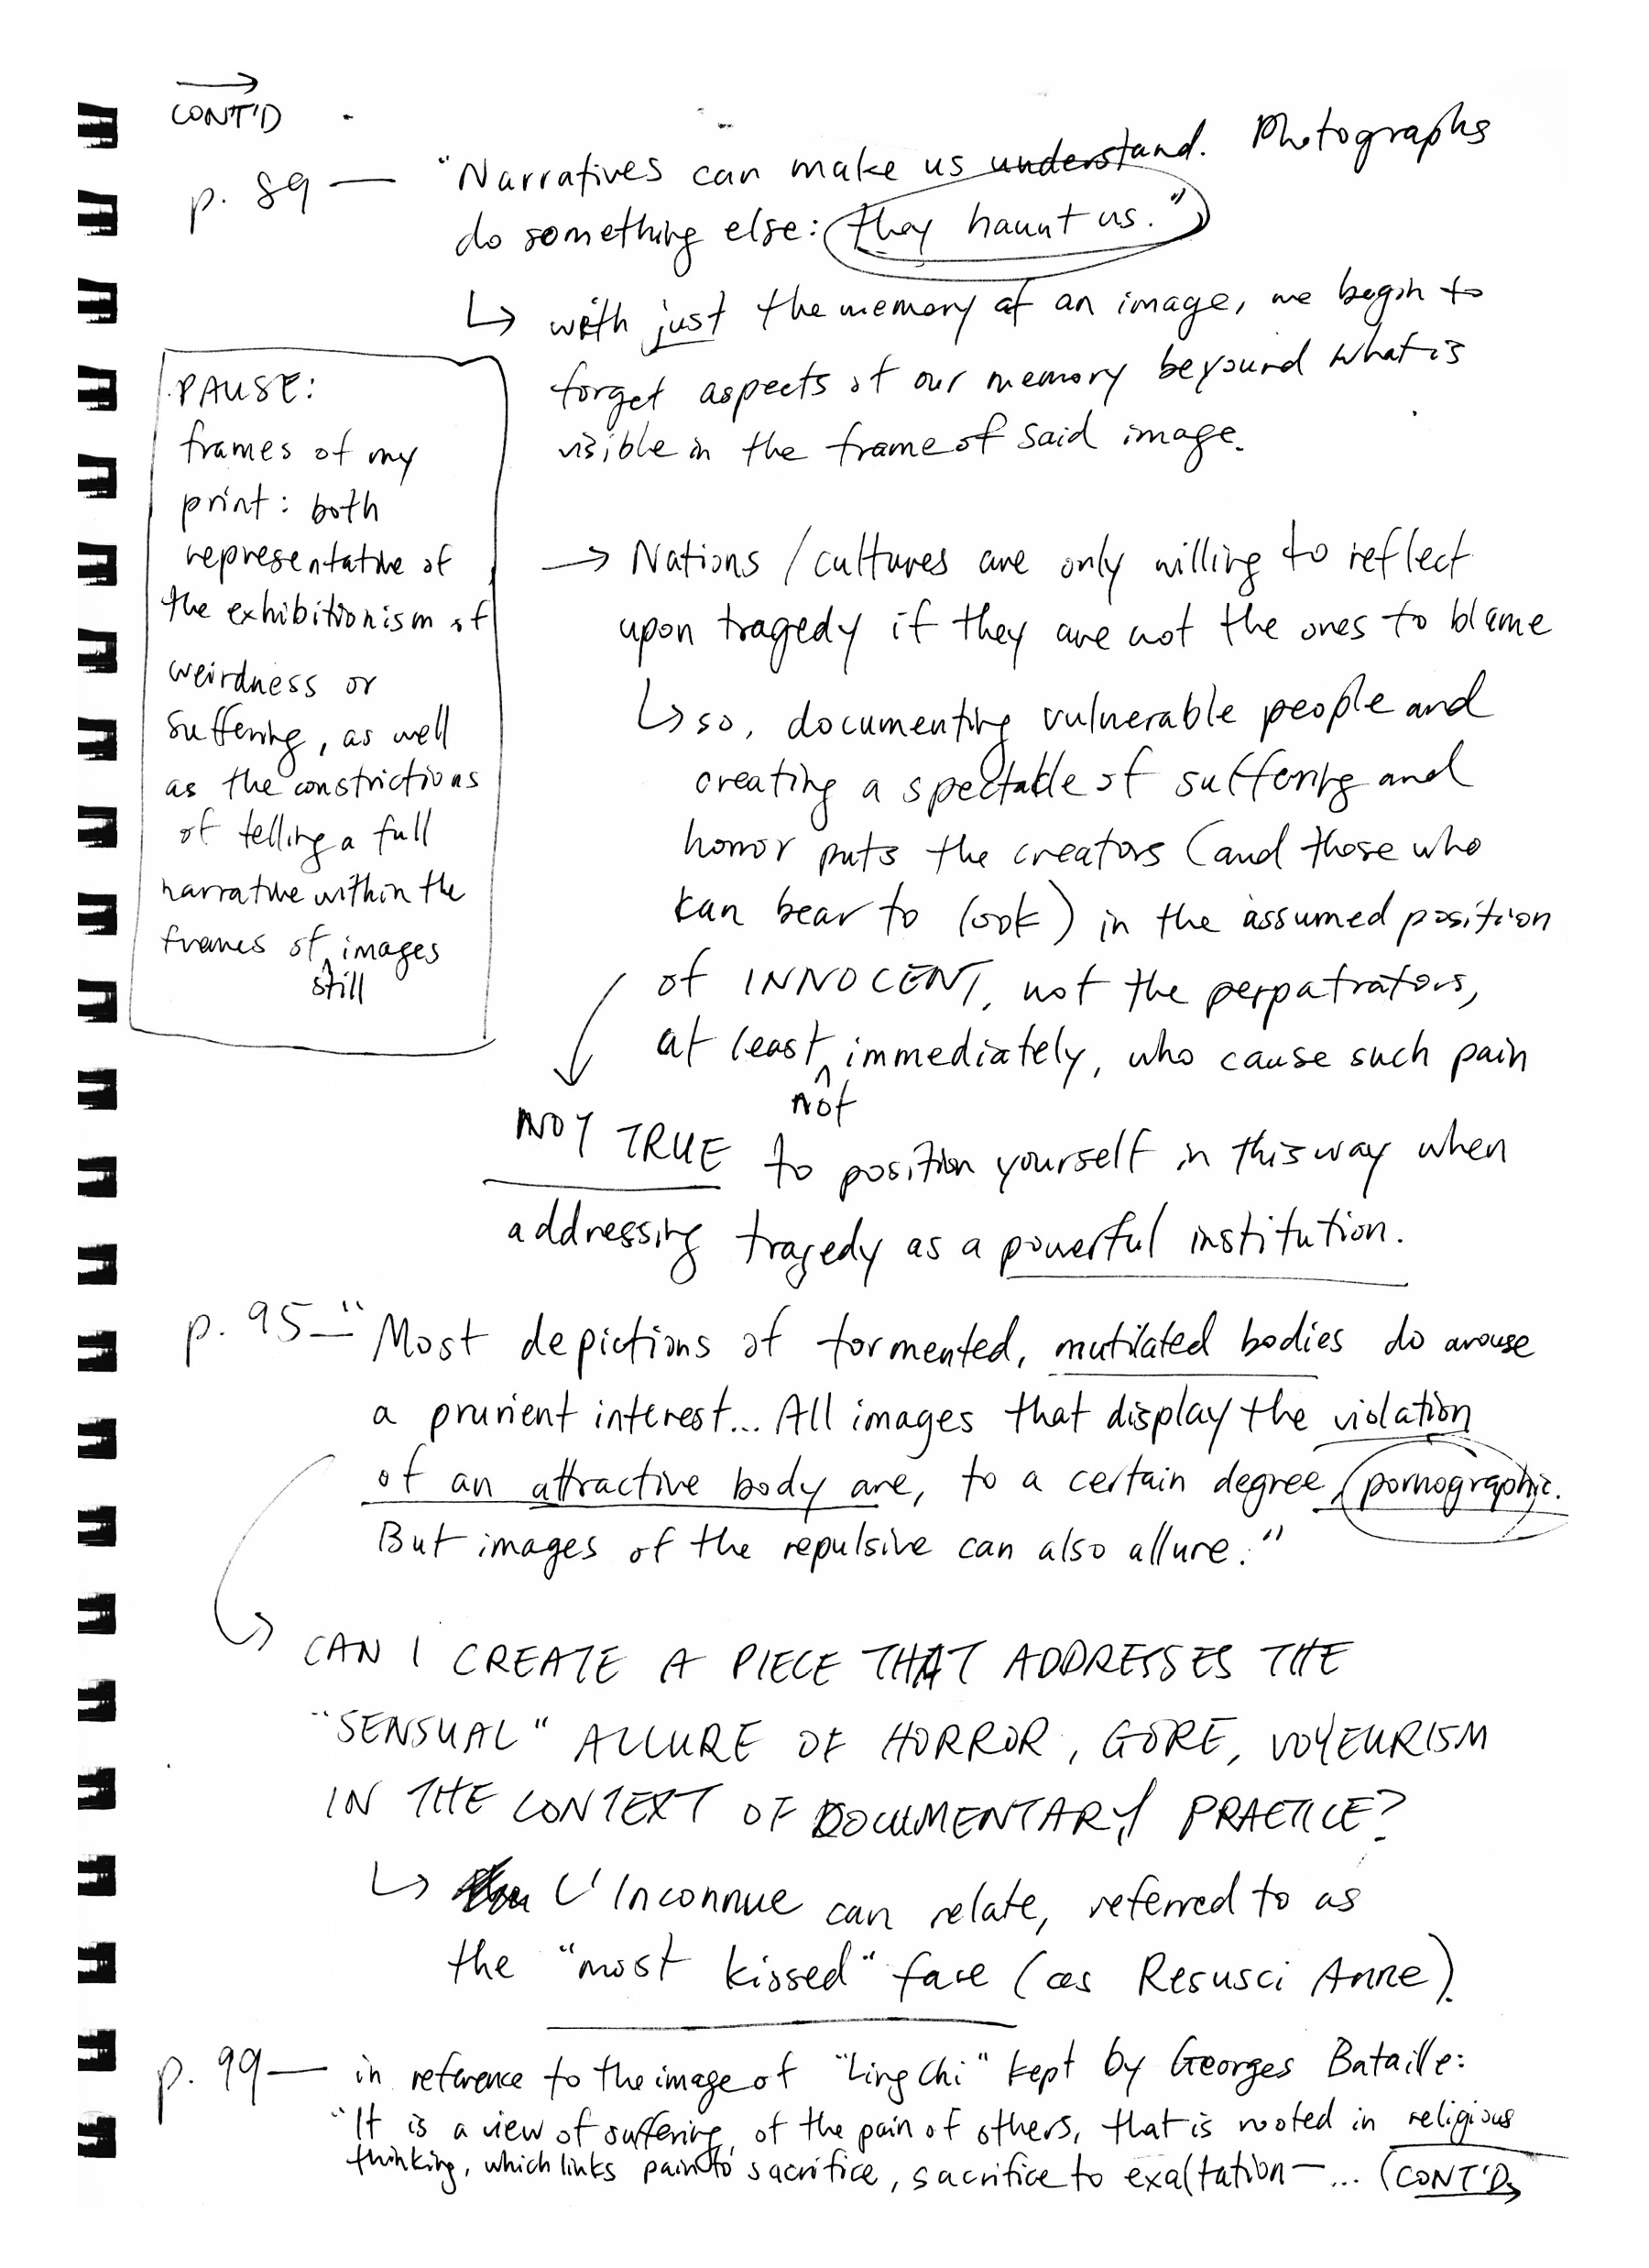 CONT'D
p. 89 — "Narratives can make us understand. Photographs
do something else: they haunt us."
↳ with just the memory of an image, we begin to
forget aspects of our memory beyound what is
visible in the frame of said image.
PAUSE:
frames of my
print: both
representative of
the exhibitionism of
weirdness or
suffering, as well
as the constrictions
of telling a full
narrative within the
frames of ^ images
still
→ Nations / cultures are only willing to reflect
upon tragedy if they are not the ones to blame
↳ so, documenting vulnerable people and
creating a spectacle of suffering and
horror puts the creators (and those who
can bear to look) in the assumed position
of INNOCENT, not the perpatrators,
at least ^ immediately, who cause such pain
not
NOT TRUE to position yourself in this way when
addressing tragedy as a powerful institution.
p. 95 — "Most depictions of tormented, mutilated bodies do arouse
a prurient interest... All images that display the violation
of an attractive body are, to a certain degree, pornographic.
But images of the repulsive can also allure."
↳ CAN I CREATE A PIECE THAT ADDRESSES THE
"SENSUAL" ALLURE OF HORROR, GORE, VOYEURISM
IN THE CONTEXT OF DOCUMENTARY PRACTICE?
↳ L'Inconnue can relate, referred to as
the "most kissed" face (as Resusci Anne).
p. 99 — in reference to the image of "Ling Chi" kept by Georges Bataille:
"It is a view of suffering, of the pain of others, that is rooted in religious
thinking, which links pain to sacrifice, sacrifice to exaltation — ... (CONT'D